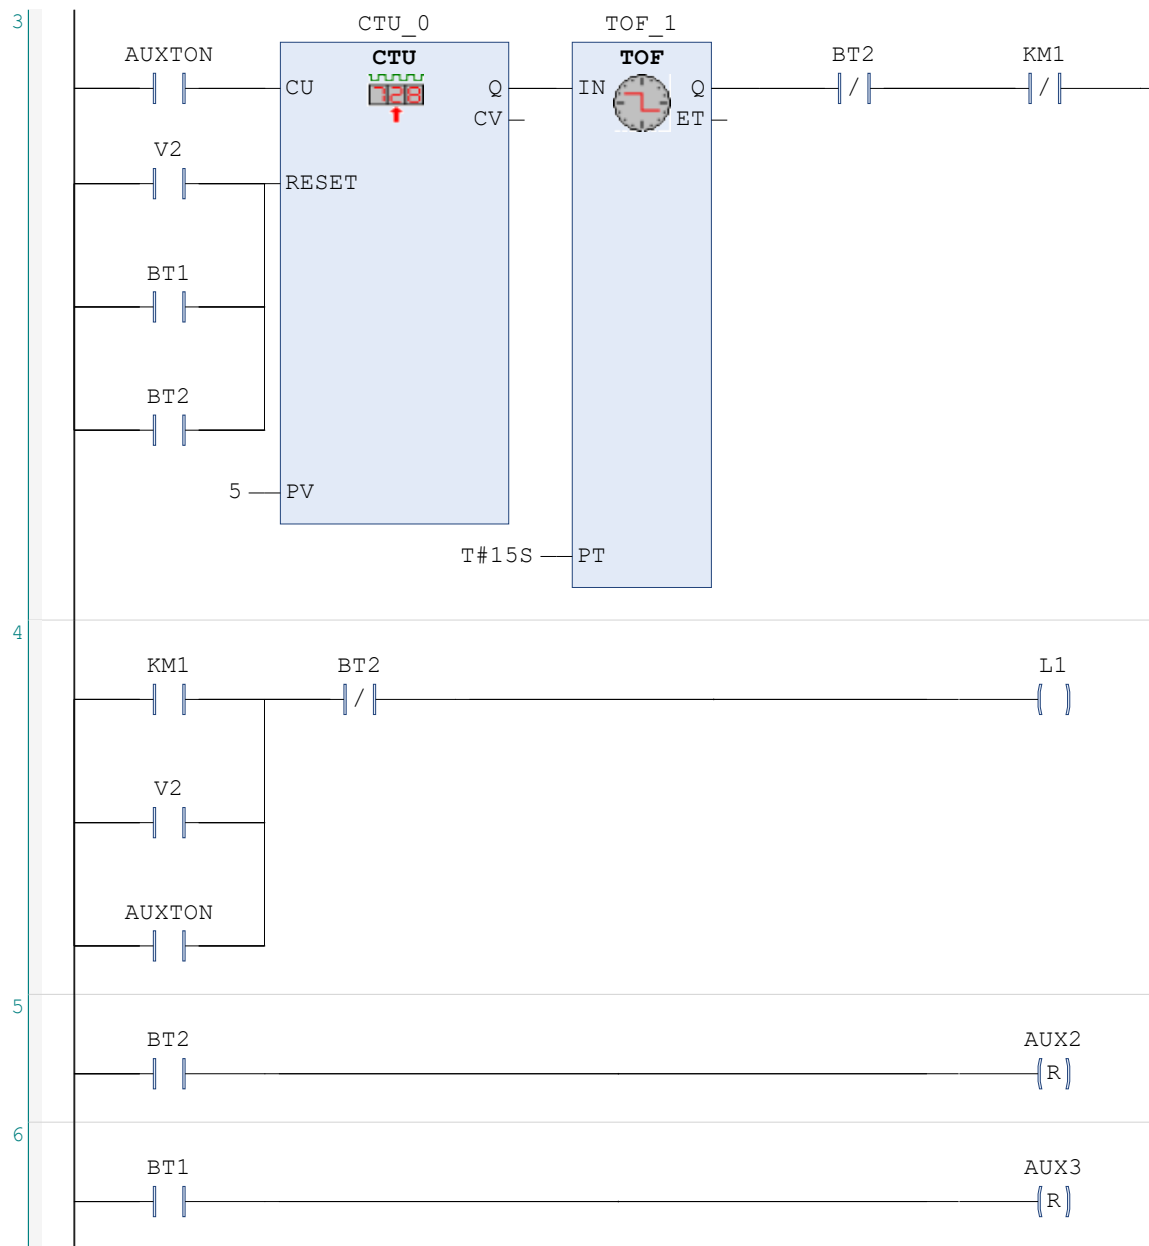 3
CTU_0
TOF_1
AUXTON
CTU
TOF
BT2
KM1
CU
728
Q
IN
Q
/
/
CV
ET
V2
RESET
BT1
BT2
5
PV
T#15S
PT
4
KM1
BT2
L1
/
V2
AUXTON
5
BT2
AUX2
R
6
BT1
AUX3
R